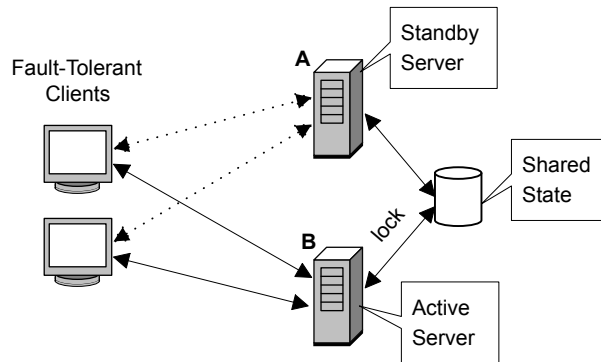 Standby
Server
A
Fault-Tolerant
Clients
Shared
State
lock
B
Active
Server